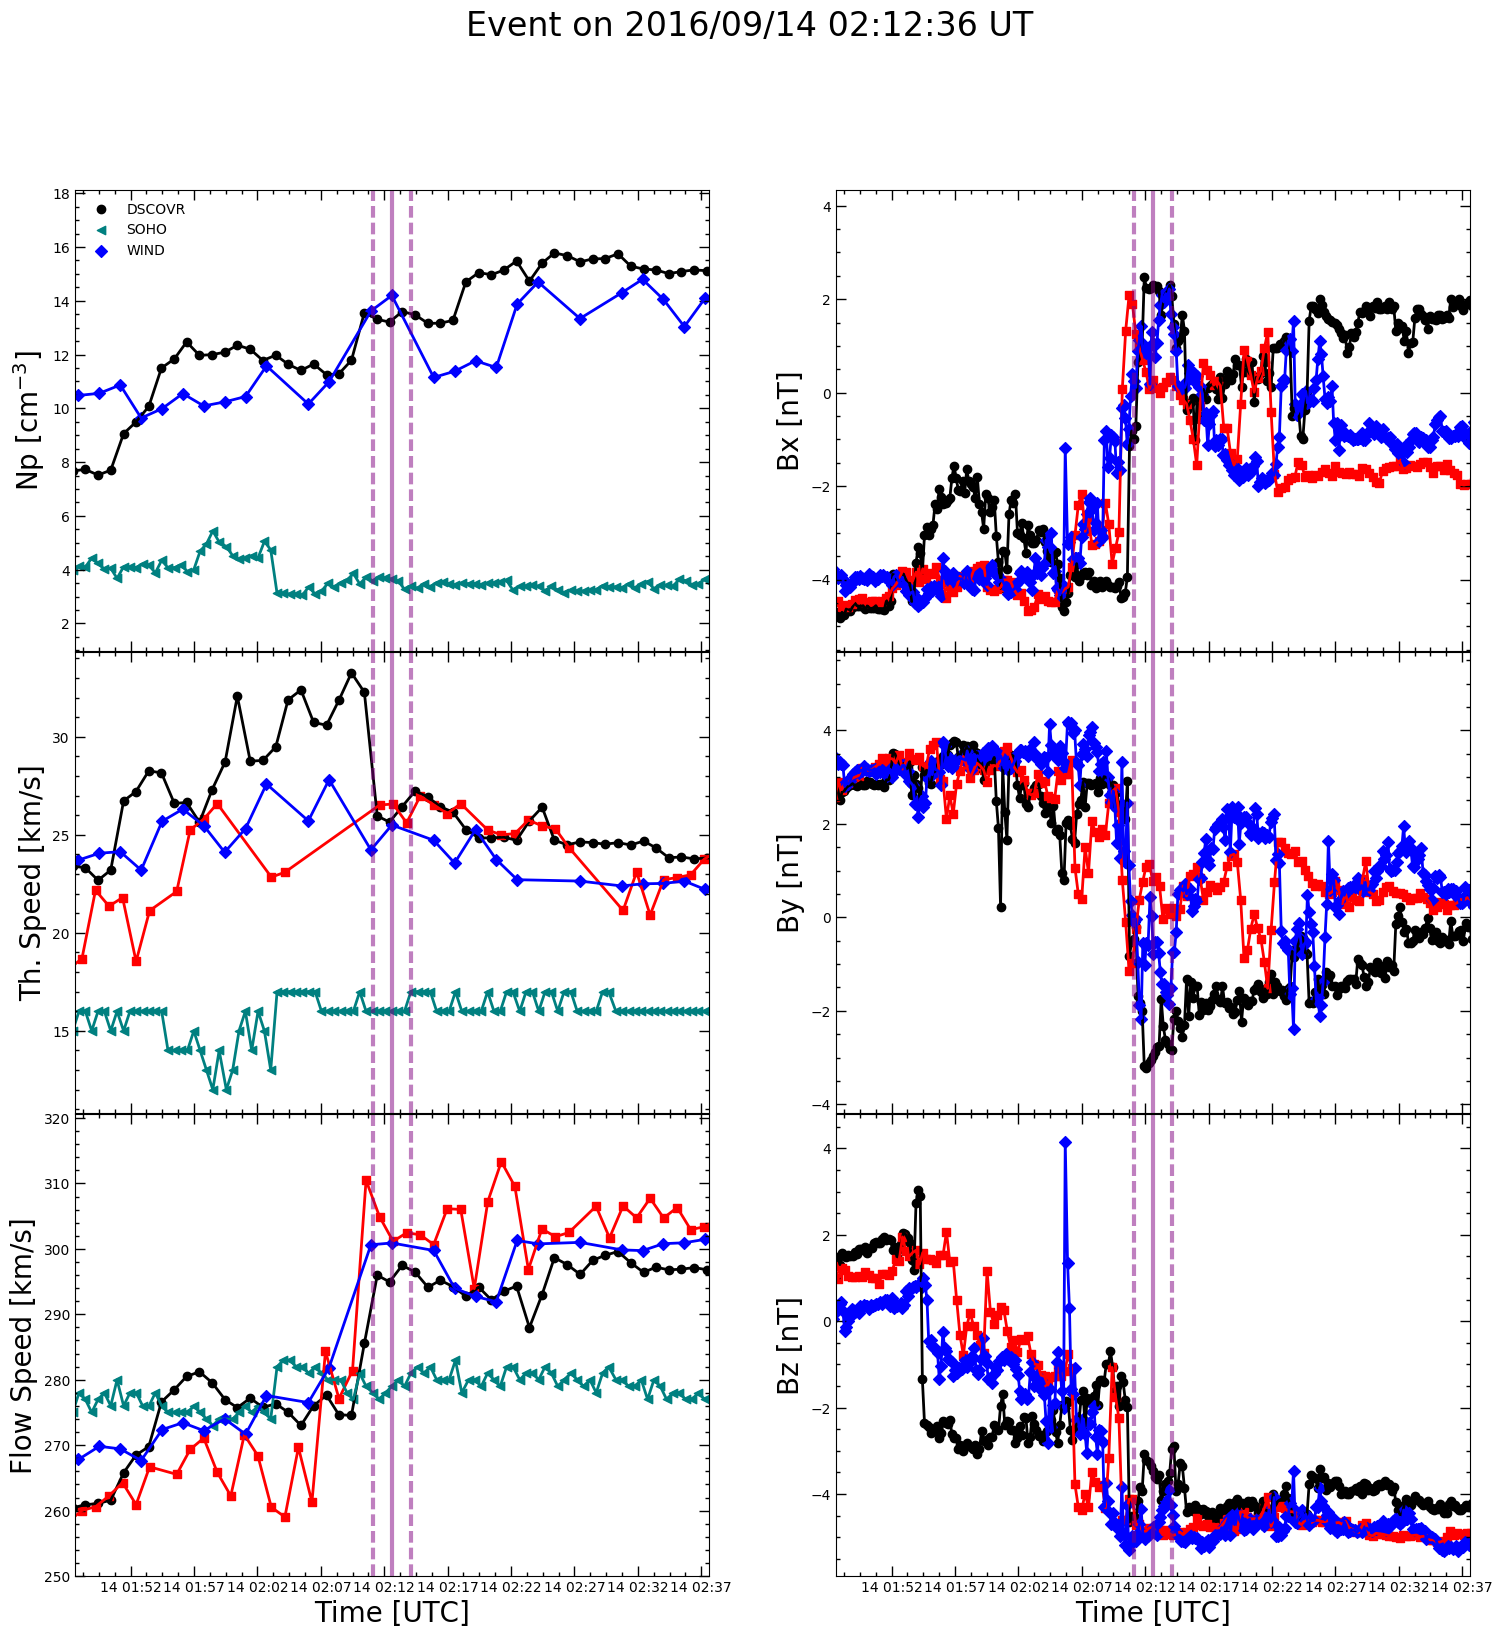 Event on 2016/09/14 02:12:36 UT
18
16
14
12
10
8
6
4
2
Np [cm⁻³]
DSCOVR
SOHO
WIND
4
2
0
−2
−4
Bx [nT]
30
25
20
15
Th. Speed [km/s]
4
2
0
−2
−4
By [nT]
320
310
300
290
280
270
260
250
Flow Speed [km/s]
4
2
0
−2
−4
Bz [nT]
14 01:52 14 01:57 14 02:02 14 02:07 14 02:12 14 02:17 14 02:22 14 02:27 14 02:32 14 02:37
Time [UTC]
14 01:52 14 01:57 14 02:02 14 02:07 14 02:12 14 02:17 14 02:22 14 02:27 14 02:32 14 02:37
Time [UTC]